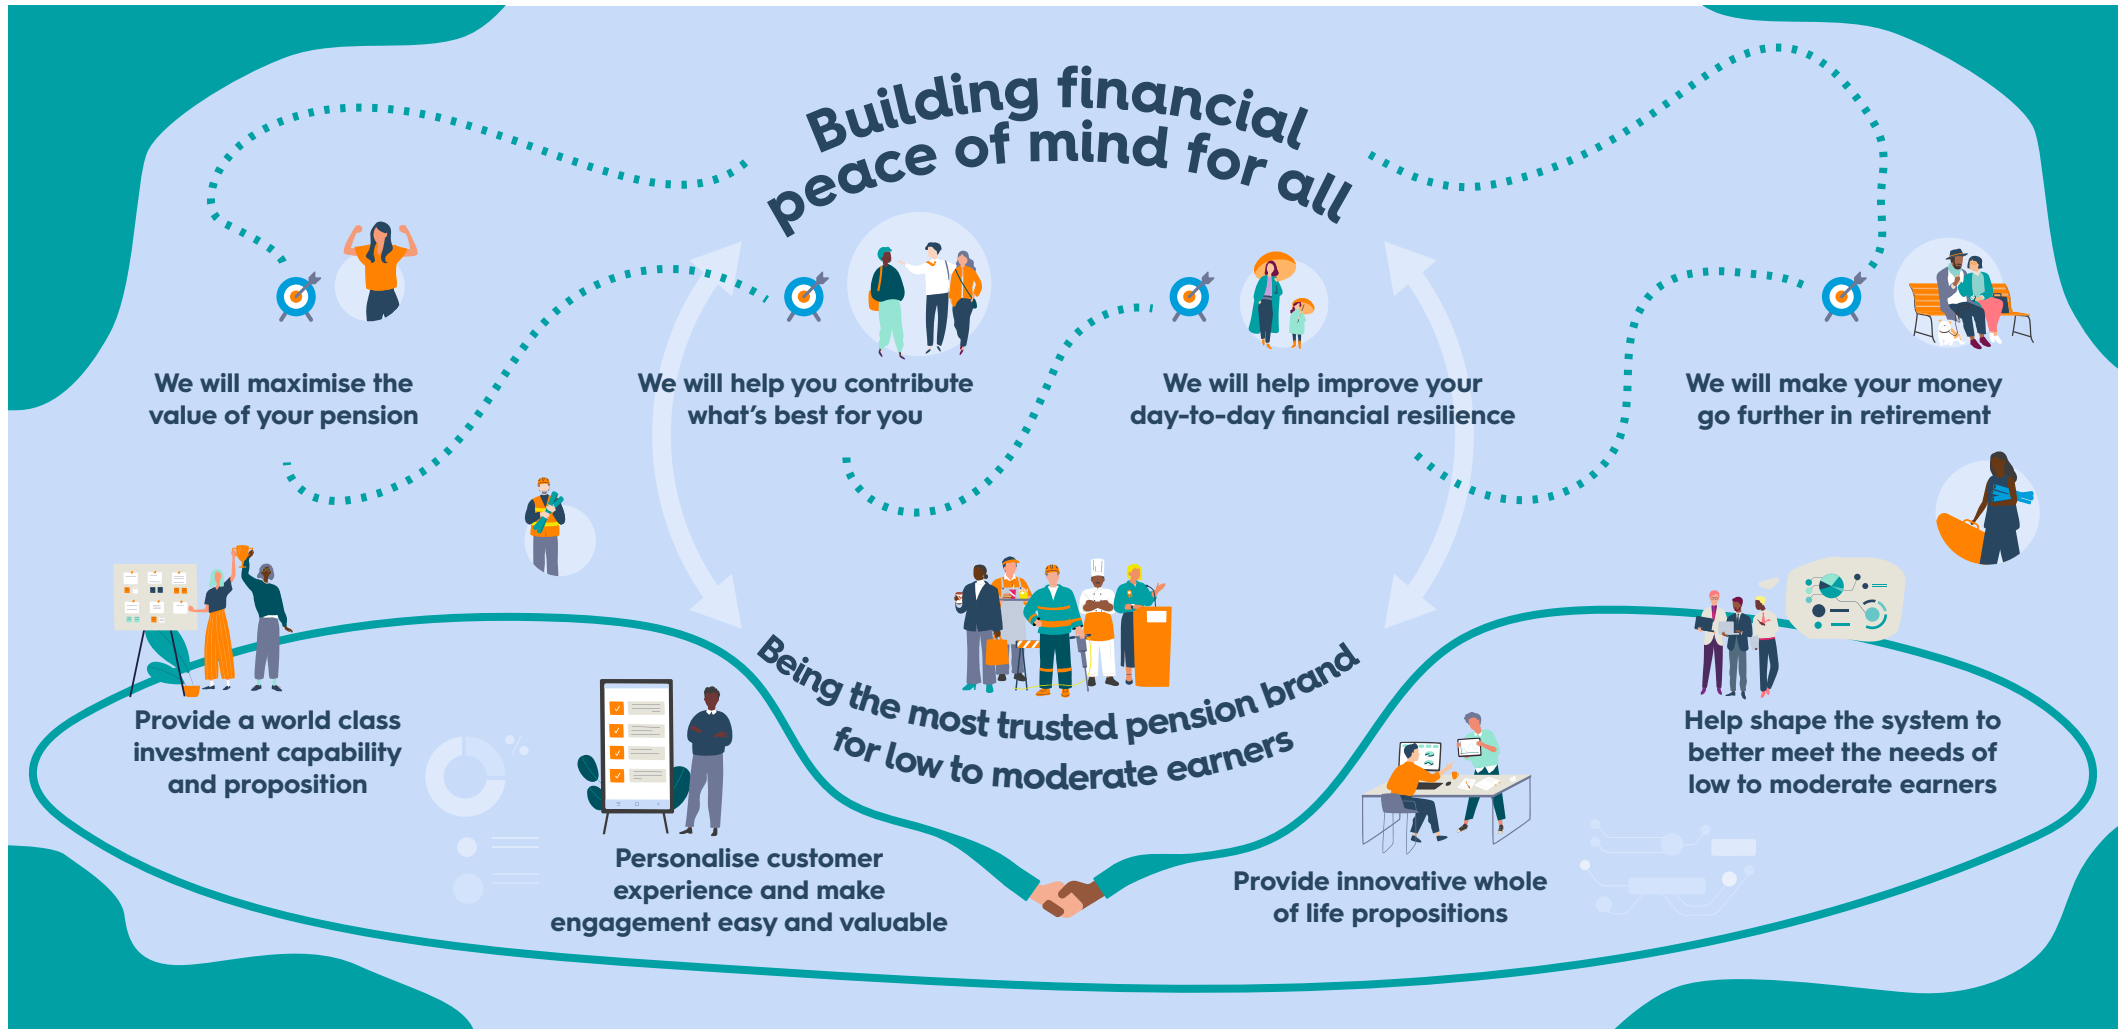 Building financial
peace of mind for all
We will maximise the
value of your pension
We will help you contribute
what's best for you
We will help improve your
day-to-day financial resilience
We will make your money
go further in retirement
Being the most trusted pension brand
for low to moderate earners
Provide a world class
investment capability
and proposition
Personalise customer
experience and make
engagement easy and valuable
Provide innovative whole
of life propositions
Help shape the system to
better meet the needs of
low to moderate earners
%